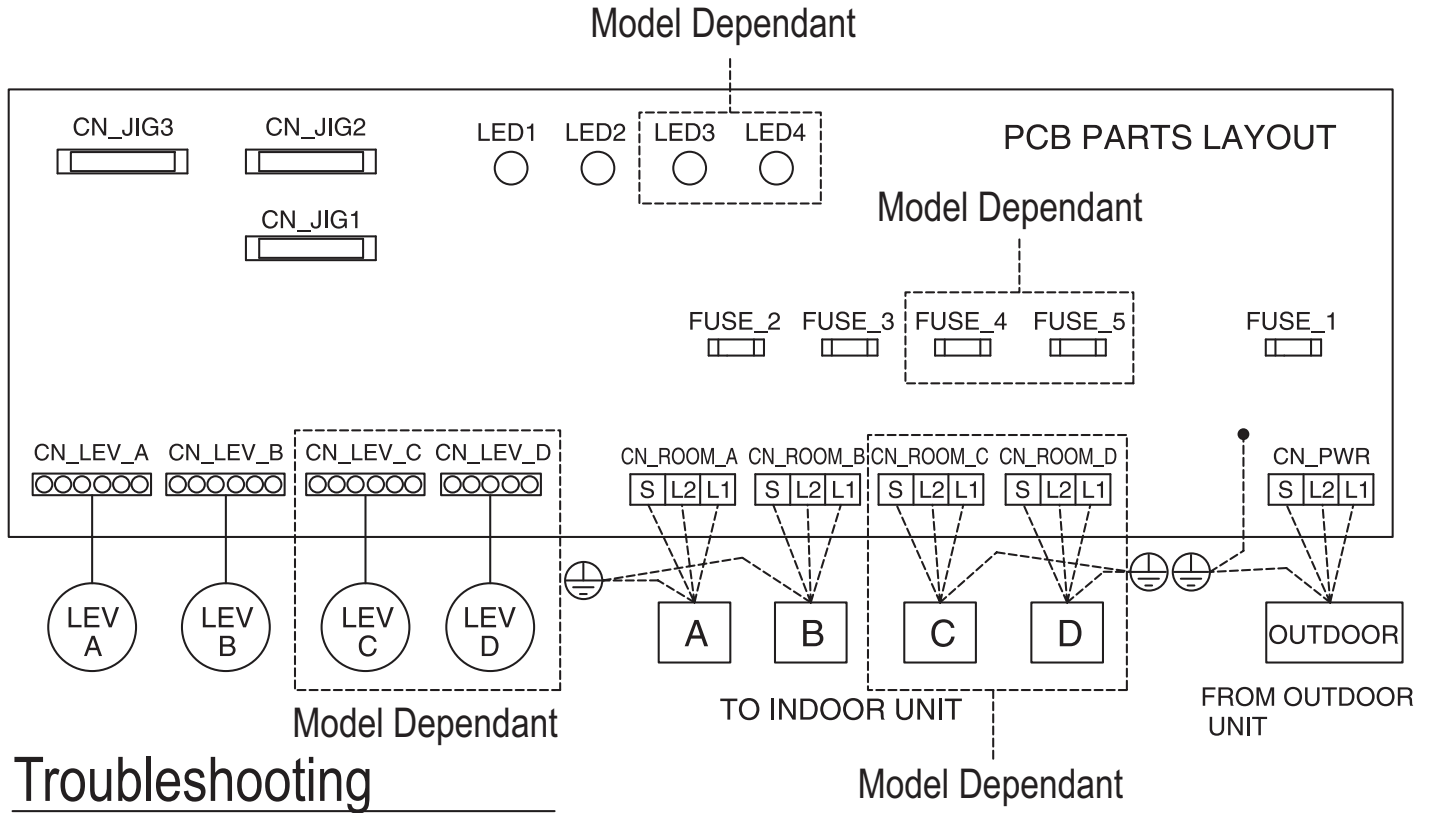 Model Dependant
CN_JIG3 CN_JIG2 LED1 LED2 LED3 LED4 PCB PARTS LAYOUT
CN_JIG1
Model Dependant
FUSE_2 FUSE_3 FUSE_4 FUSE_5 FUSE_1
CN_LEV_A CN_LEV_B CN_LEV_C CN_LEV_D CN_ROOM_A CN_ROOM_B CN_ROOM_C CN_ROOM_D CN_PWR
S L2 L1 S L2 L1 S L2 L1 S L2 L1 S L2 L1
LEV A
LEV B
LEV C
LEV D
A B C D OUTDOOR
TO INDOOR UNIT
FROM OUTDOOR
UNIT
Model Dependant
Model Dependant
Troubleshooting